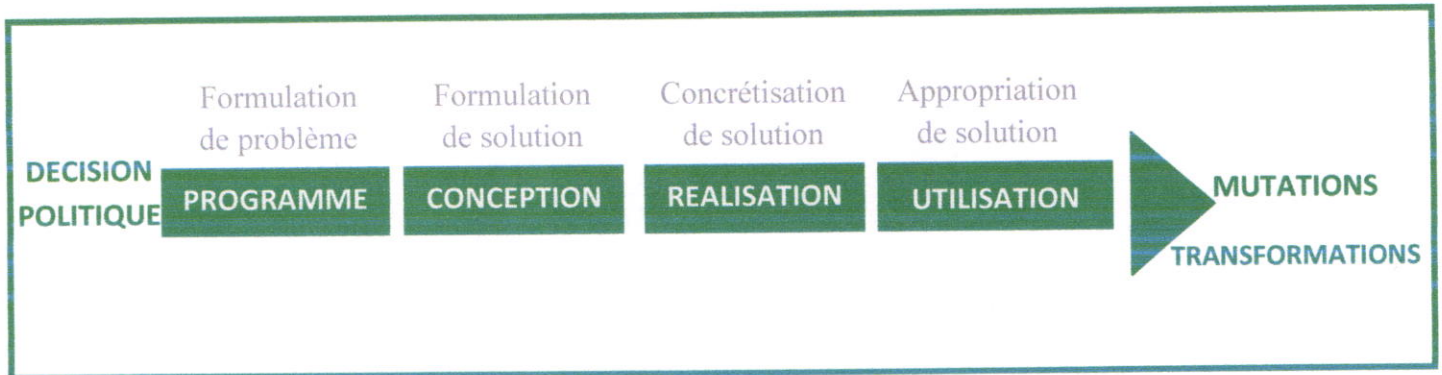 Formulation
de problème
Formulation
de solution
Concrétisation
de solution
Appropriation
de solution
DECISION
POLITIQUE
PROGRAMME
CONCEPTION
REALISATION
UTILISATION
MUTATIONS
TRANSFORMATIONS